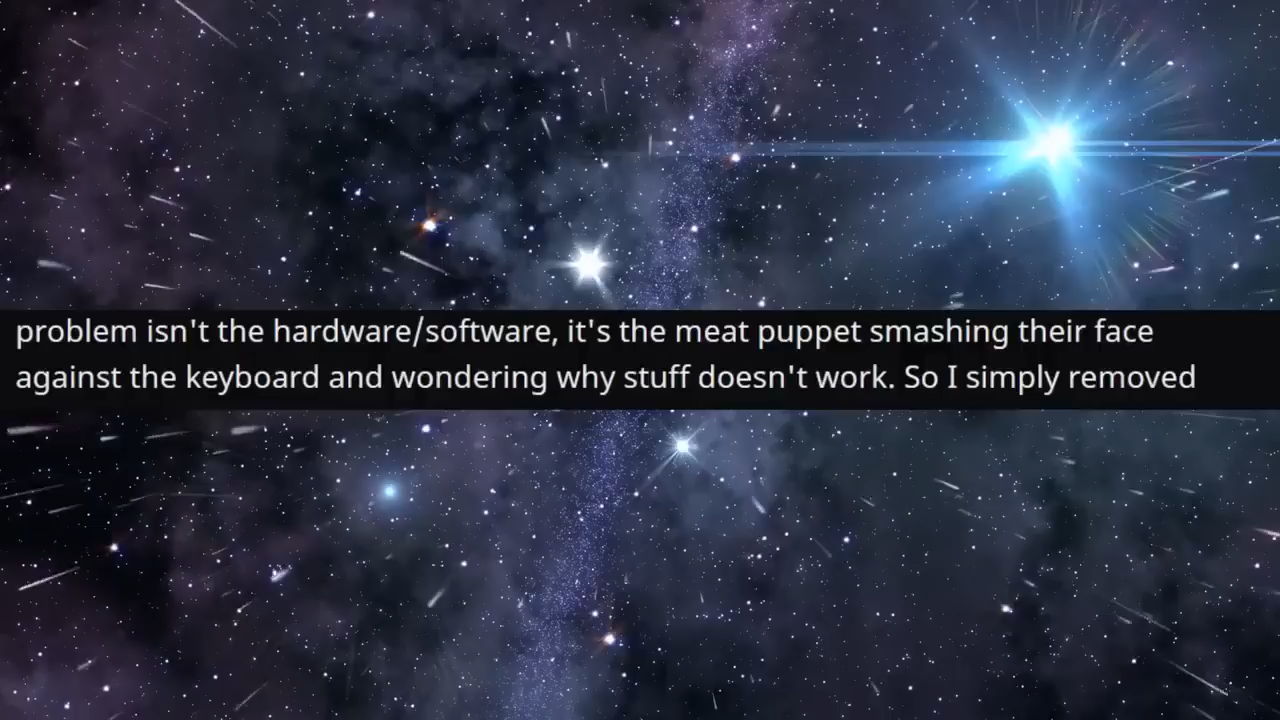 problem isn't the hardware/software, it's the meat puppet smashing their face
against the keyboard and wondering why stuff doesn't work. So I simply removed